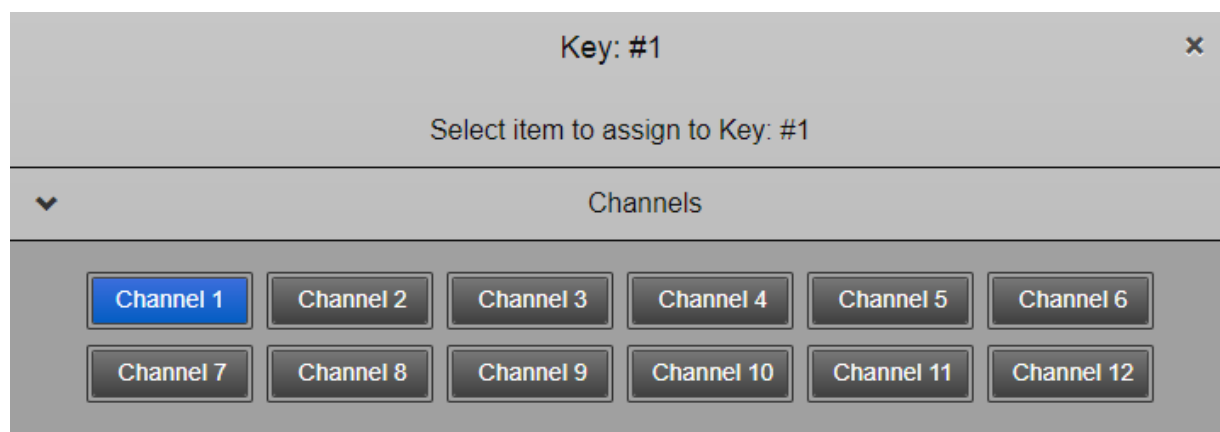 Key: #1
Select item to assign to Key: #1
Channels
Channel 1 Channel 2 Channel 3 Channel 4 Channel 5 Channel 6
Channel 7 Channel 8 Channel 9 Channel 10 Channel 11 Channel 12